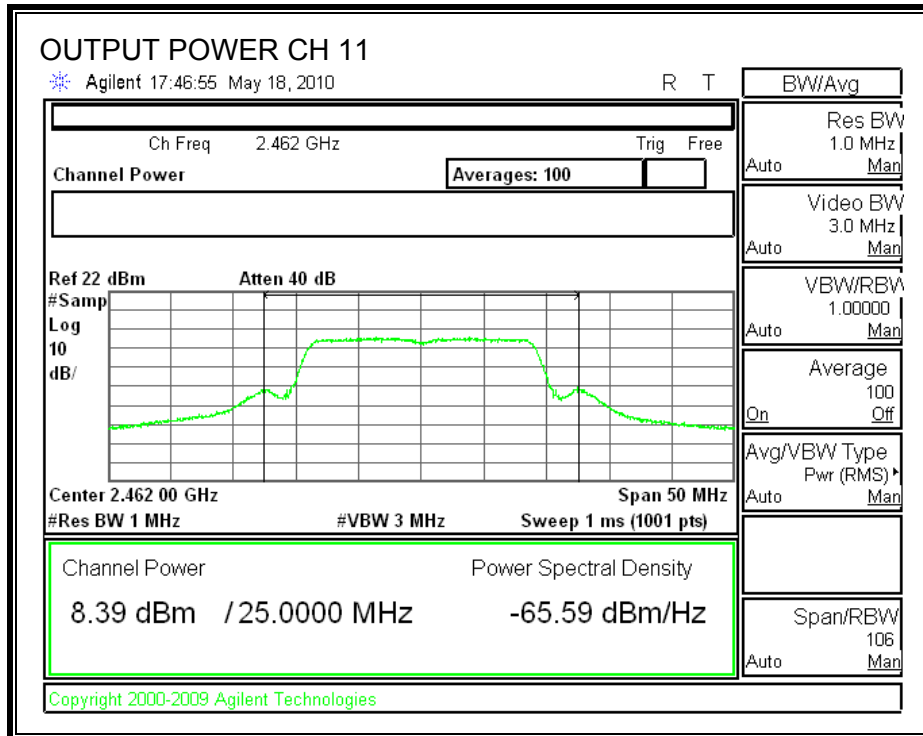 OUTPUT POWER CH 11
Agilent 17:46:55 May 18, 2010 R T
Ch Freq 2.462 GHz Trig Free
Channel Power Averages: 100
Ref 22 dBm Atten 40 dB
#Samp
Log
10
dB/
Center 2.462 00 GHz Span 50 MHz
#Res BW 1 MHz #VBW 3 MHz Sweep 1 ms (1001 pts)
Channel Power Power Spectral Density
8.39 dBm / 25.0000 MHz -65.59 dBm/Hz
Copyright 2000-2009 Agilent Technologies
BW/Avg
Res BW
1.0 MHz
Auto Man
Video BW
3.0 MHz
Auto Man
VBW/RBW
1.00000
Auto Man
Average
100
On Off
Avg/VBW Type
Pwr (RMS)
Auto Man
Span/RBW
106
Auto Man